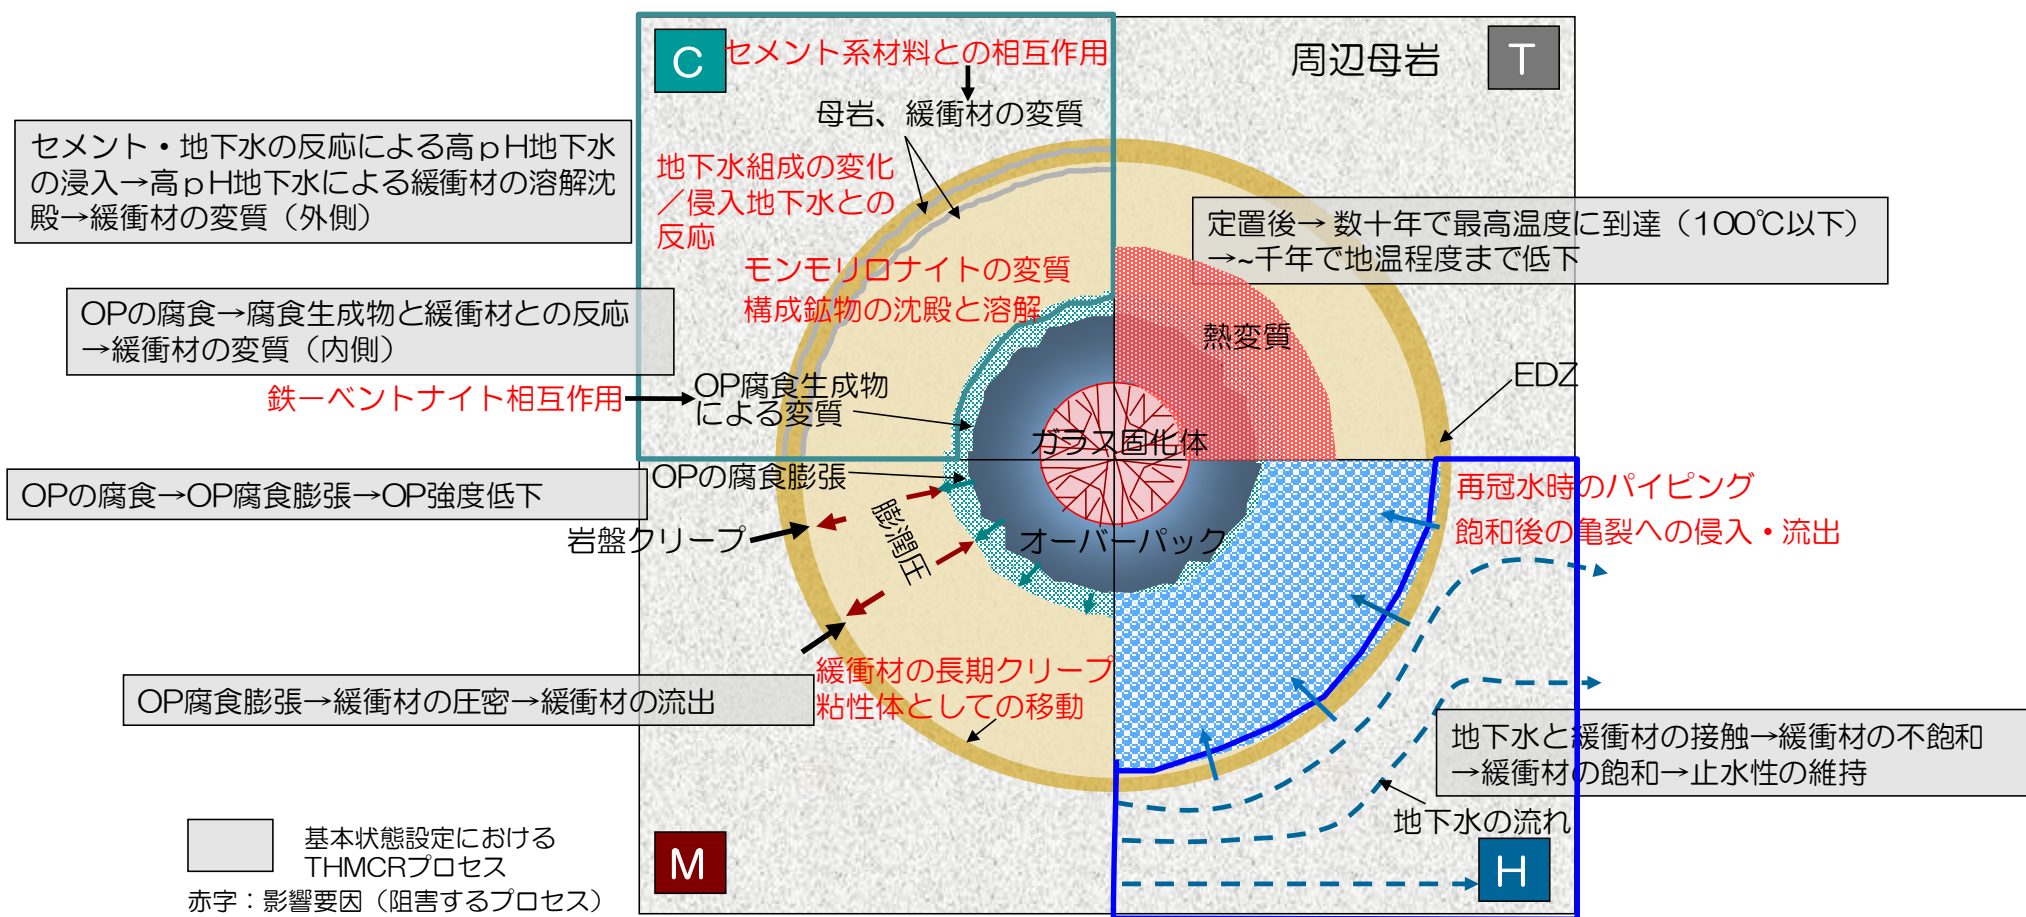 C
セメント系材料との相互作用
周辺母岩
T
母岩、緩衝材の変質
セメント・地下水の反応による高pH地下水
の浸入→高pH地下水による緩衝材の溶解沈
殿→緩衝材の変質（外側）
地下水組成の変化
／侵入地下水との
反応
定置後→ 数十年で最高温度に到達（100℃以下）
→~千年で地温程度まで低下
モンモリロナイトの変質
構成鉱物の沈殿と溶解
OPの腐食→腐食生成物と緩衝材との反応
→緩衝材の変質（内側）
熱変質
EDZ
鉄ーベントナイト相互作用
OP腐食生成物
による変質
ガラス固化体
OPの腐食膨張
OPの腐食→OP腐食膨張→OP強度低下
再冠水時のパイピング
飽和後の亀裂への侵入・流出
岩盤クリープ
膨潤圧
オーバーパック
緩衝材の長期クリープ
粘性体としての移動
OP腐食膨張→緩衝材の圧密→緩衝材の流出
地下水と緩衝材の接触→緩衝材の不飽和
→緩衝材の飽和→止水性の維持
地下水の流れ
基本状態設定における
THMCRプロセス
M
H
赤字：影響要因（阻害するプロセス）